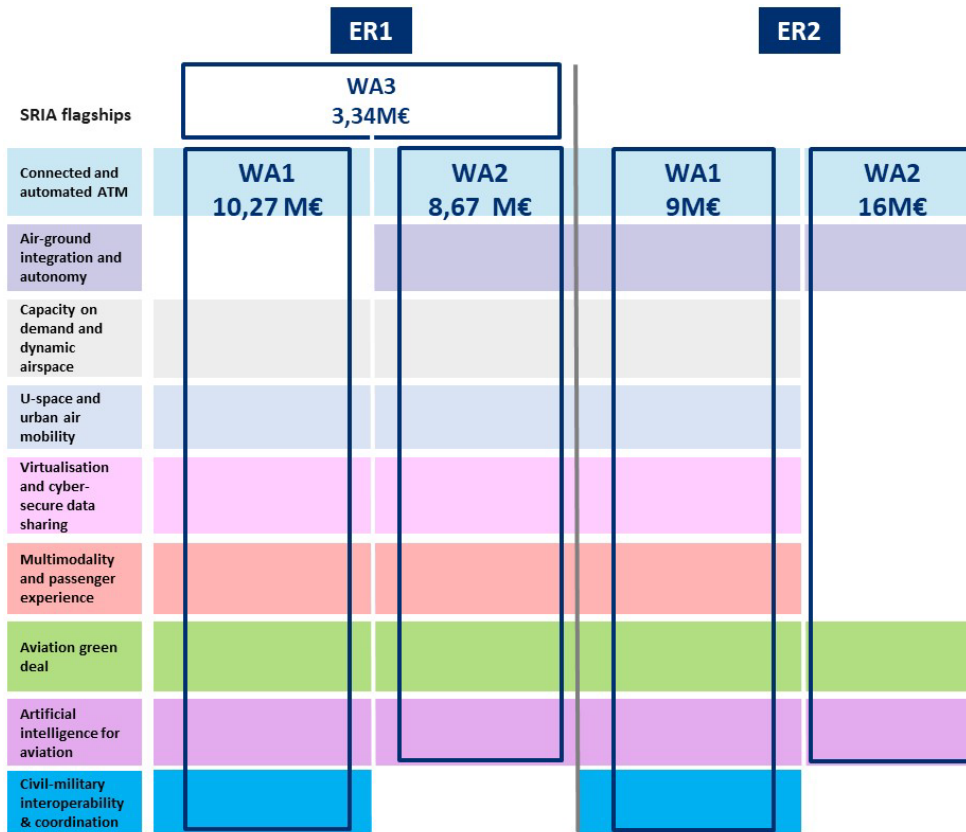 ER1
ER2
WA3
3,34M€
SRIA flagships
Connected and
automated ATM
WA1
10,27 M€
WA2
8,67 M€
WA1
9M€
WA2
16M€
Air-ground
integration and
autonomy
Capacity on
demand and
dynamic
airspace
U-space and
urban air
mobility
Virtualisation
and cyber-
secure data
sharing
Multimodality
and passenger
experience
Aviation green
deal
Artificial
intelligence for
aviation
Civil-military
interoperability
& coordination